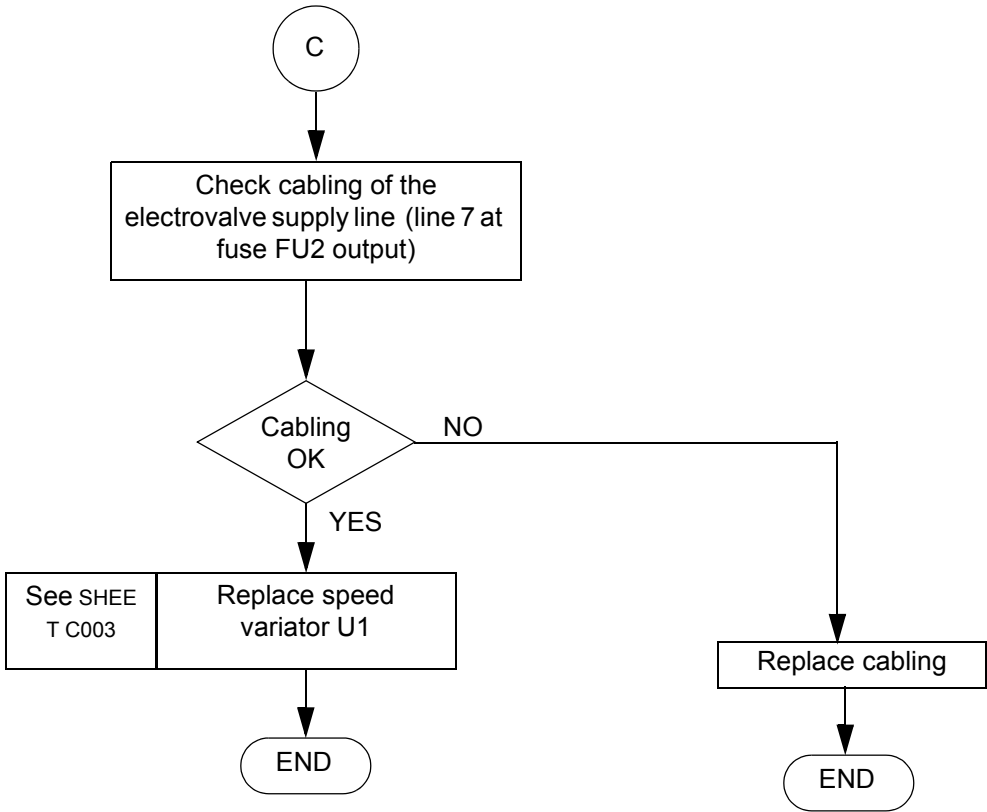 C
Check cabling of the
electrovalve supply line (line 7 at
fuse FU2 output)
Cabling
OK
NO
YES
See SHEE
T C003
Replace speed
variator U1
Replace cabling
END
END